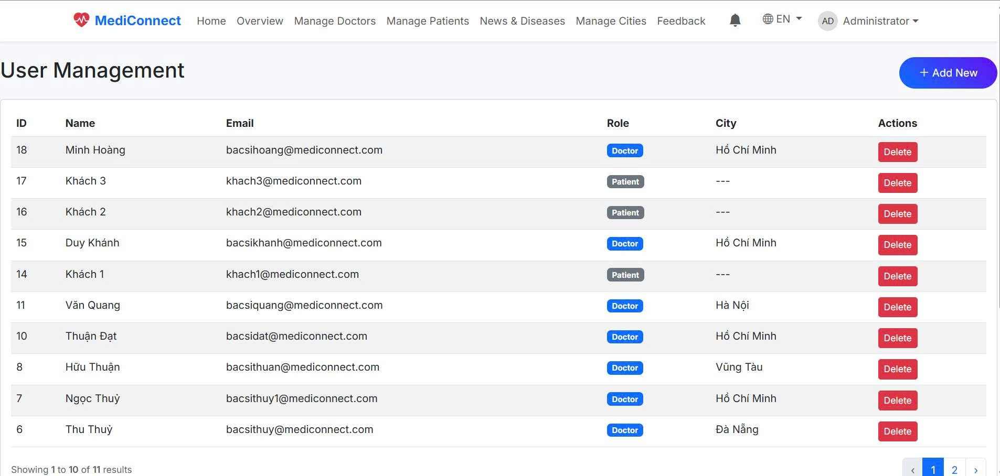 MediConnect Home Overview Manage Doctors Manage Patients News & Diseases Manage Cities Feedback EN AD Administrator
User Management
+ Add New
ID Name Email Role City Actions
18 Minh Hoàng bacsihoang@mediconnect.com Doctor Hồ Chí Minh Delete
17 Khách 3 khach3@mediconnect.com Patient --- Delete
16 Khách 2 khach2@mediconnect.com Patient --- Delete
15 Duy Khánh bacsikhanh@mediconnect.com Doctor Hồ Chí Minh Delete
14 Khách 1 khach1@mediconnect.com Patient --- Delete
11 Văn Quang bacsiquang@mediconnect.com Doctor Hà Nội Delete
10 Thuận Đạt bacsidat@mediconnect.com Doctor Hồ Chí Minh Delete
8 Hữu Thuận bacsithuan@mediconnect.com Doctor Vũng Tàu Delete
7 Ngọc Thuỷ bacsithuy1@mediconnect.com Doctor Hồ Chí Minh Delete
6 Thu Thuỷ bacsithuy@mediconnect.com Doctor Đà Nẵng Delete
Showing 1 to 10 of 11 results ‹ 1 2 ›